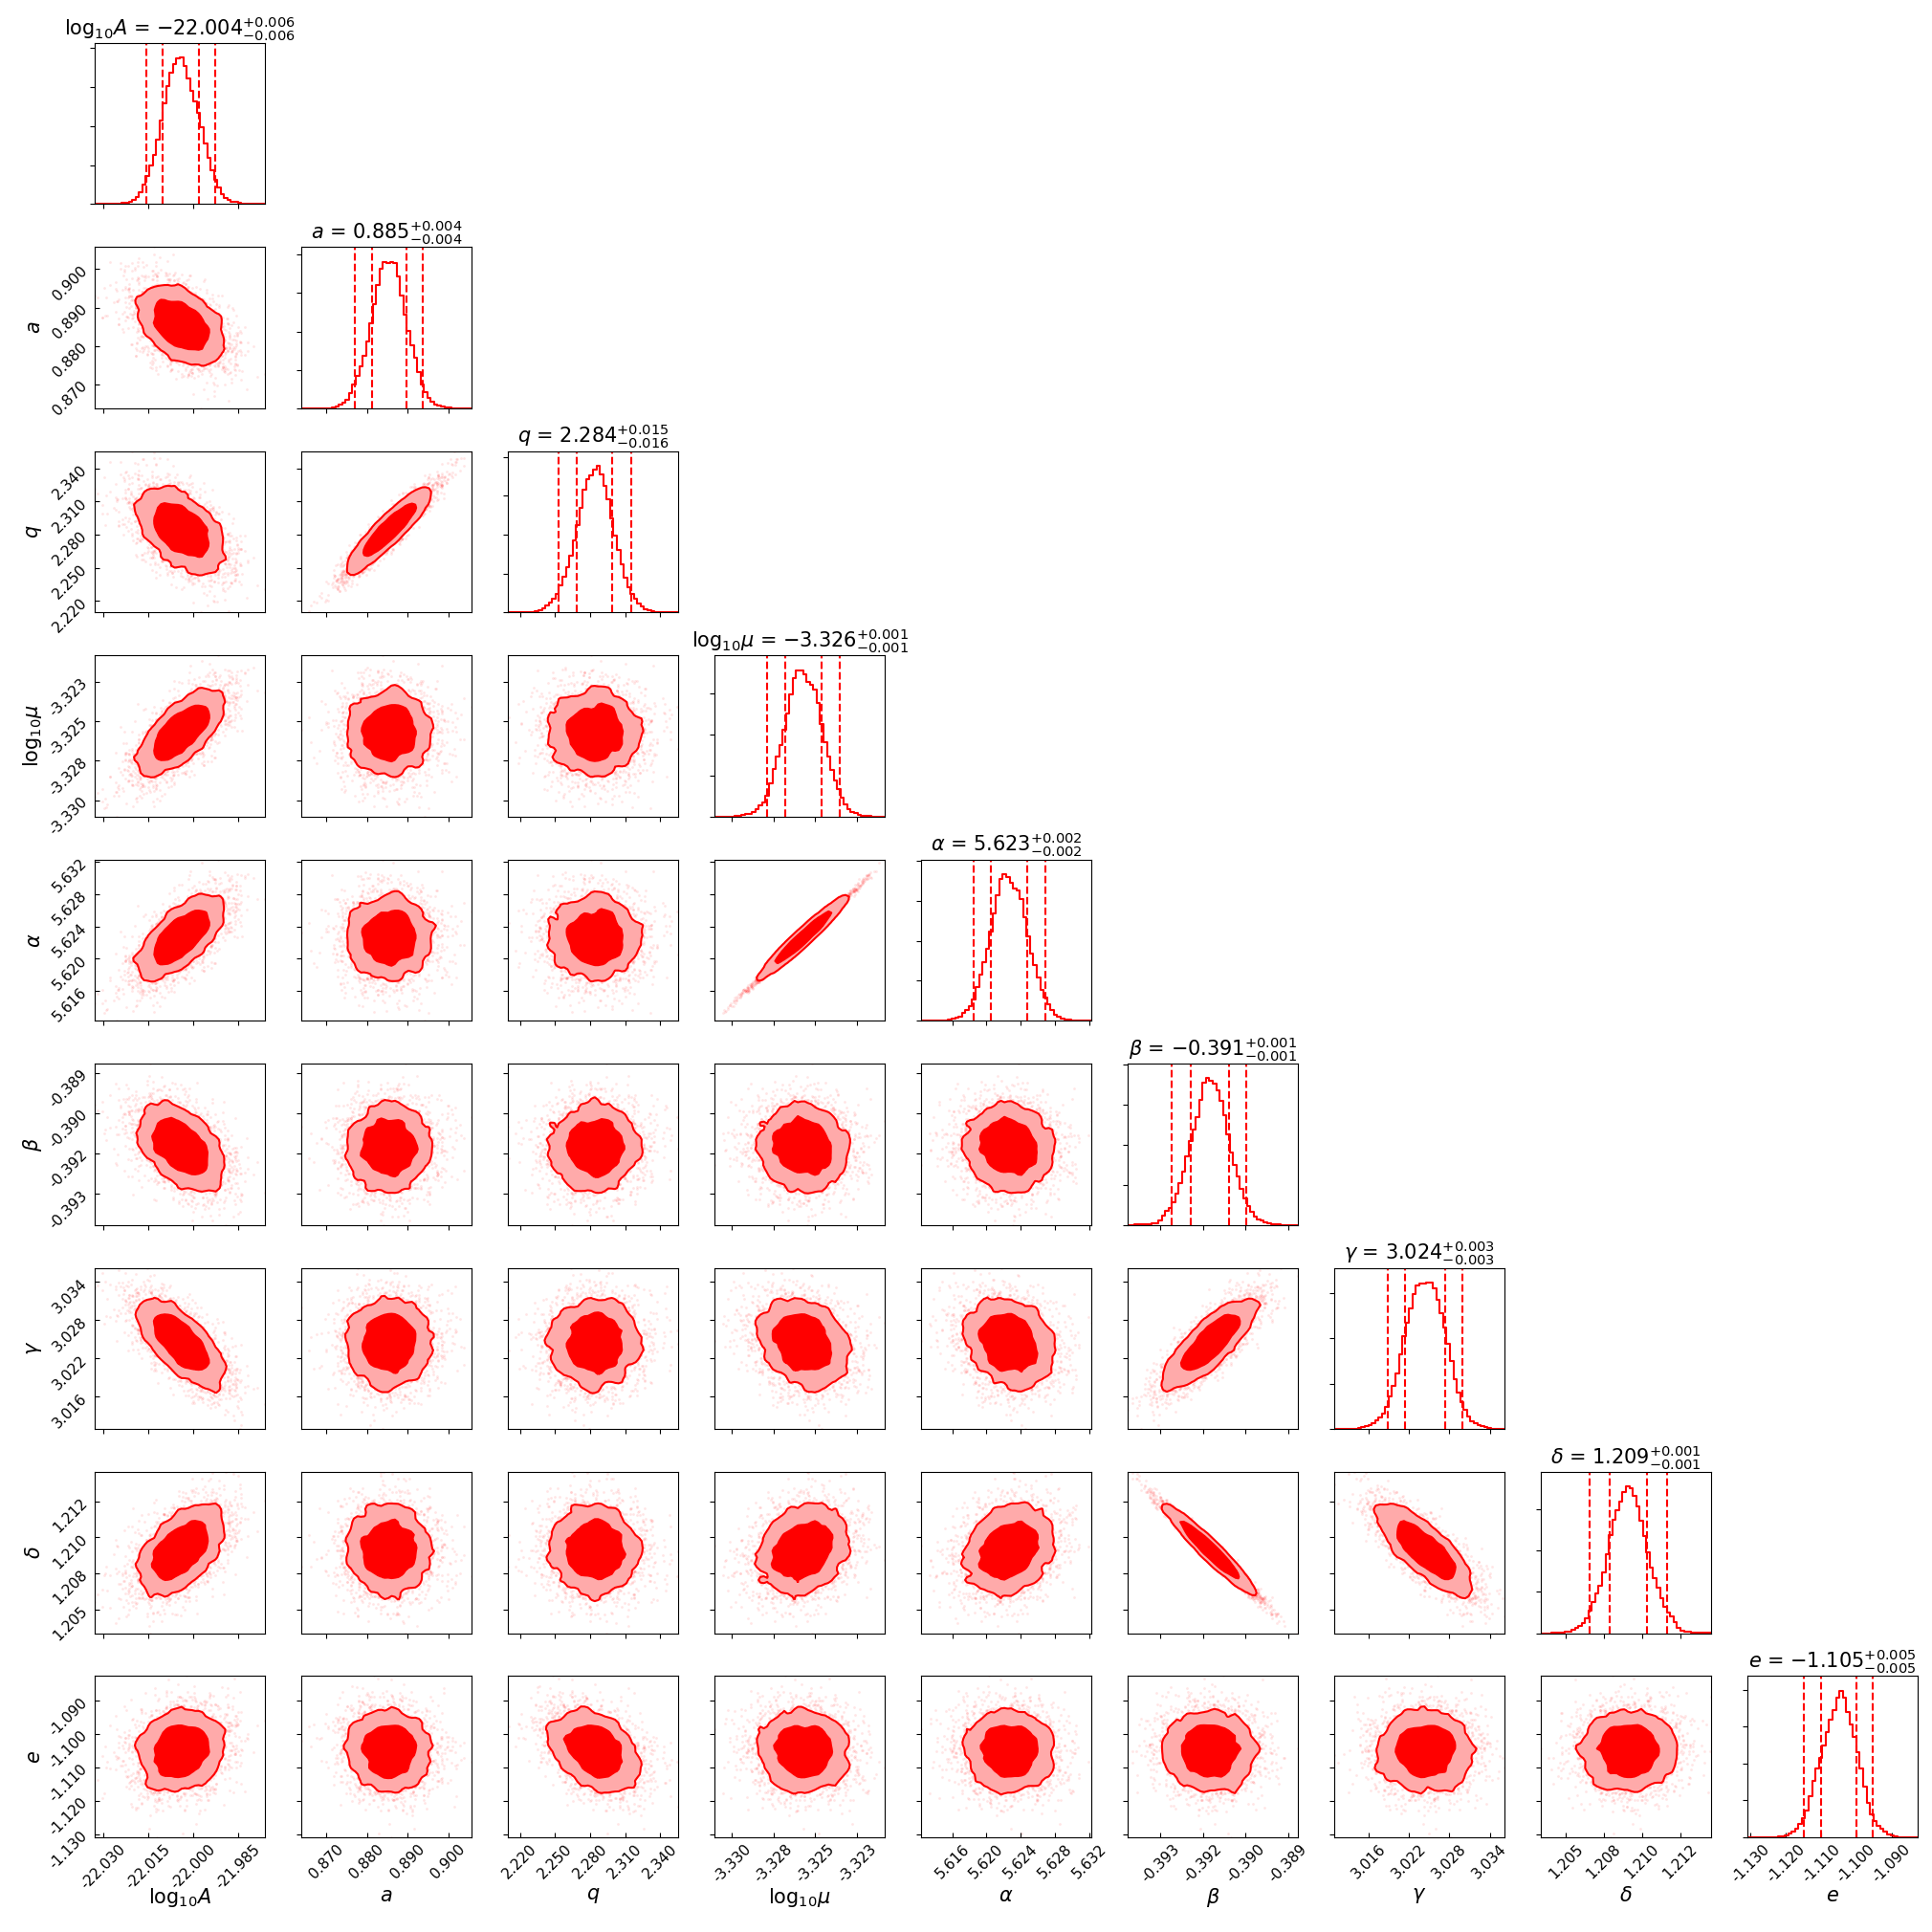 log₁₀A = −22.004+0.006−0.006
a = 0.885+0.004−0.004
a
0.900
0.890
0.880
0.870
q = 2.284+0.015−0.016
q
2.340
2.310
2.280
2.250
2.220
log₁₀μ = −3.326+0.001−0.001
log₁₀μ
-3.323
-3.325
-3.328
-3.330
α = 5.623+0.002−0.002
α
5.632
5.628
5.624
5.620
5.616
β = −0.391+0.001−0.001
β
-0.389
-0.390
-0.392
-0.393
γ = 3.024+0.003−0.003
γ
3.034
3.028
3.022
3.016
δ = 1.209+0.001−0.001
δ
1.212
1.210
1.208
1.205
e = −1.105+0.005−0.005
e
-1.090
-1.100
-1.110
-1.120
-1.130
-22.030 -22.015 -22.000 -21.985 0.870 0.880 0.890 0.900 2.220 2.250 2.280 2.310 2.340 -3.330 -3.328 -3.325 -3.323 5.616 5.620 5.624 5.628 5.632 -0.393 -0.392 -0.390 -0.389 3.016 3.022 3.028 3.034 1.205 1.208 1.210 1.212 -1.130 -1.120 -1.110 -1.100 -1.090
log₁₀A a q log₁₀μ α β γ δ e